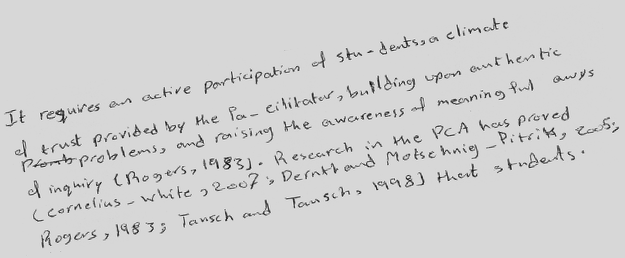 It requires an active participation of stu-dents, a climate
of trust provided by the Fa-cilitator, building upon authentic
problems, and raising the awareness of meaningful aways
of inquiry (Rogers, 1983). Research in the PCA has proved
(cornelius-white, 2007; Derntl and Motschnig-Pitrik, 2005;
Rogers, 1983; Tausch and Tausch, 1998) that students.